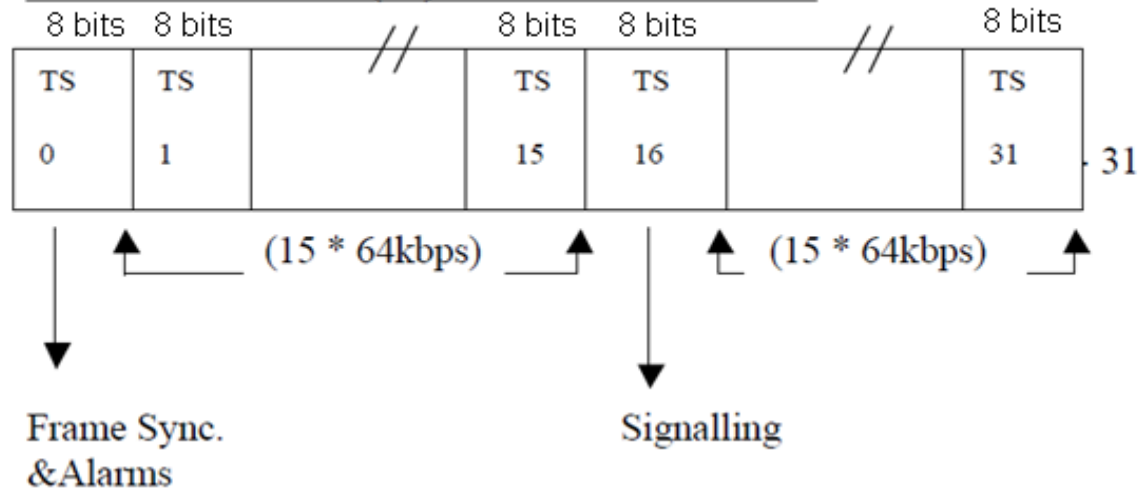 8 bits 8 bits 8 bits 8 bits 8 bits
TS TS TS TS TS
0 1 15 16 31 31
(15 * 64kbps) (15 * 64kbps)
Frame Sync. Signalling
&Alarms